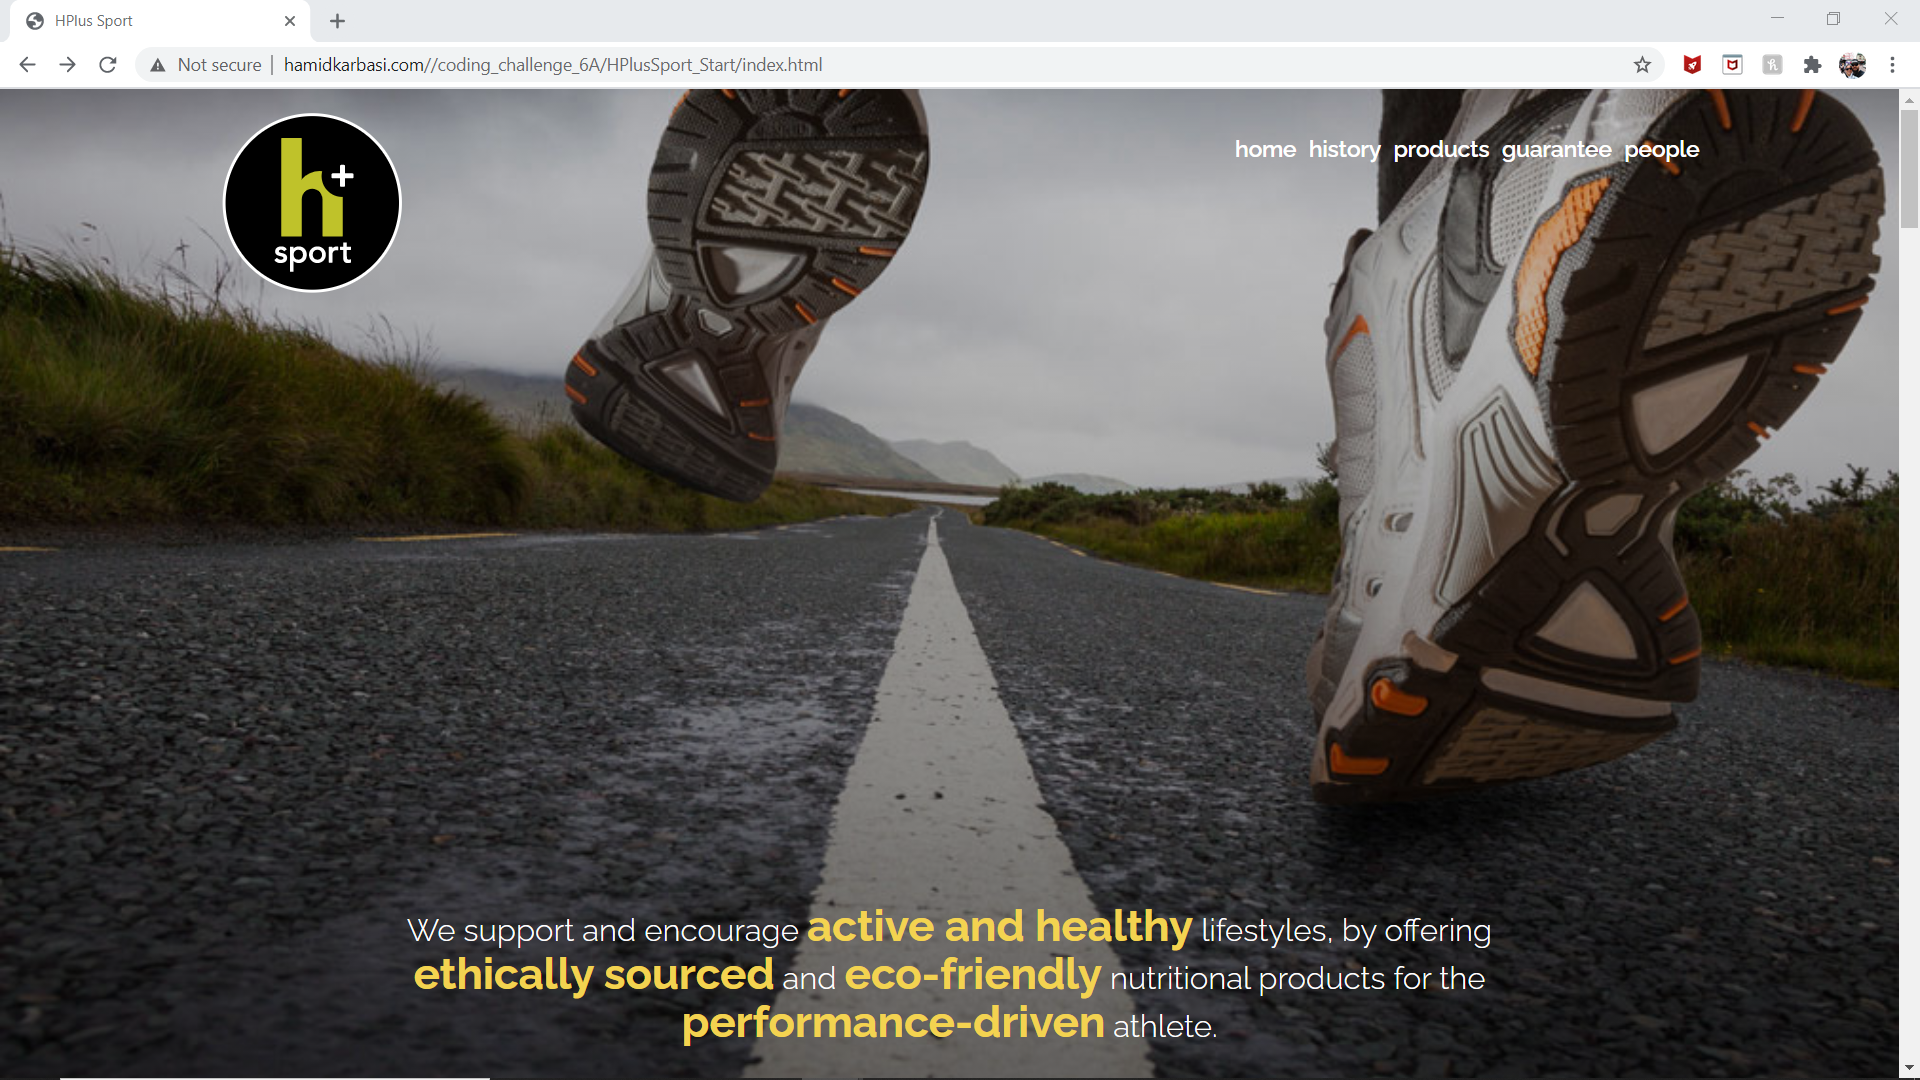 HPlus Sport
Not secure
hamidkarbasi.com//coding_challenge_6A/HPlusSport_Start/index.html
h+
sport
home history products guarantee people
We support and encourage active and healthy lifestyles, by offering
ethically sourced and eco-friendly nutritional products for the
performance-driven athlete.